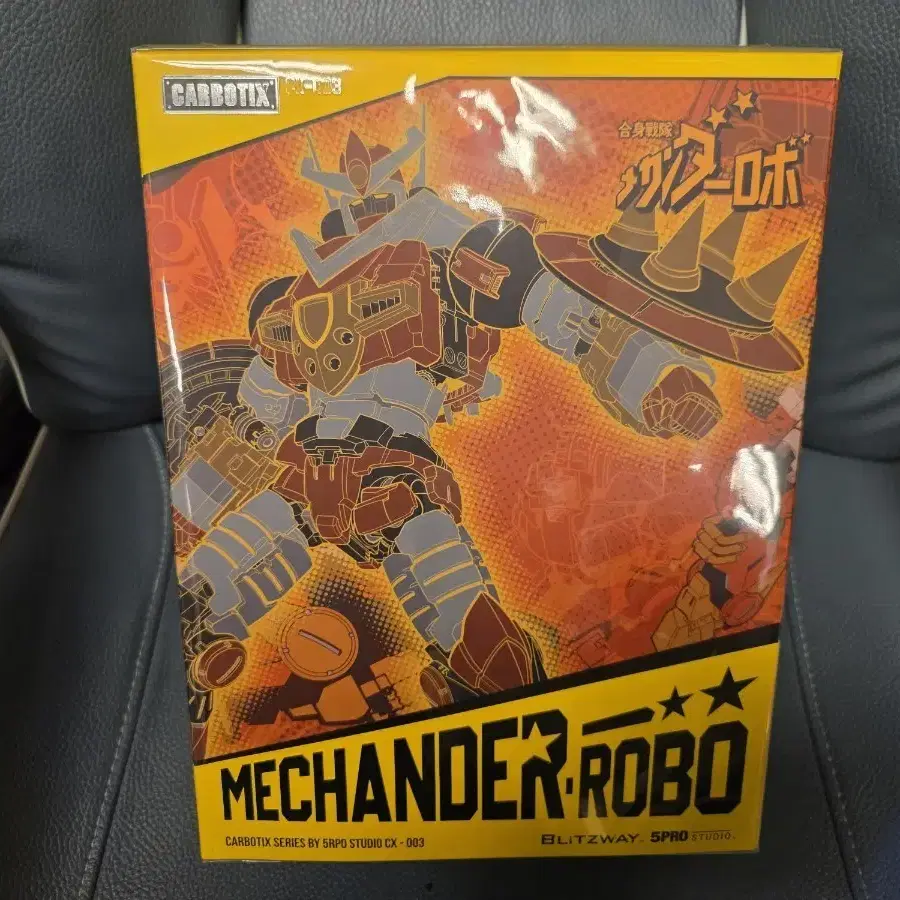 CARBOTIX
合身戦隊
メカンダーロボ
MECHANDER-ROBO
CARBOTIX SERIES BY 5RPO STUDIO CX - 003
BLITZWAY. 5PRO STUDIO.